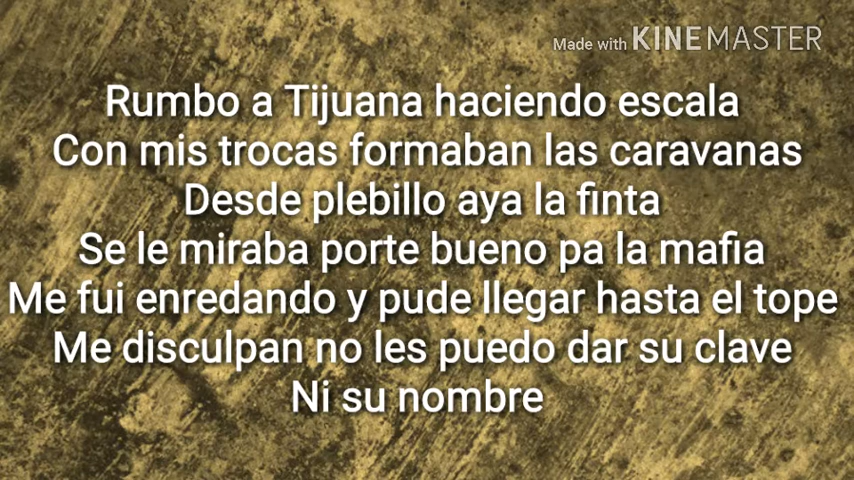 Made with KINEMASTER
Rumbo a Tijuana haciendo escala
Con mis trocas formaban las caravanas
Desde plebillo aya la finta
Se le miraba porte bueno pa la mafia
Me fui enredando y pude llegar hasta el tope
Me disculpan no les puedo dar su clave
Ni su nombre